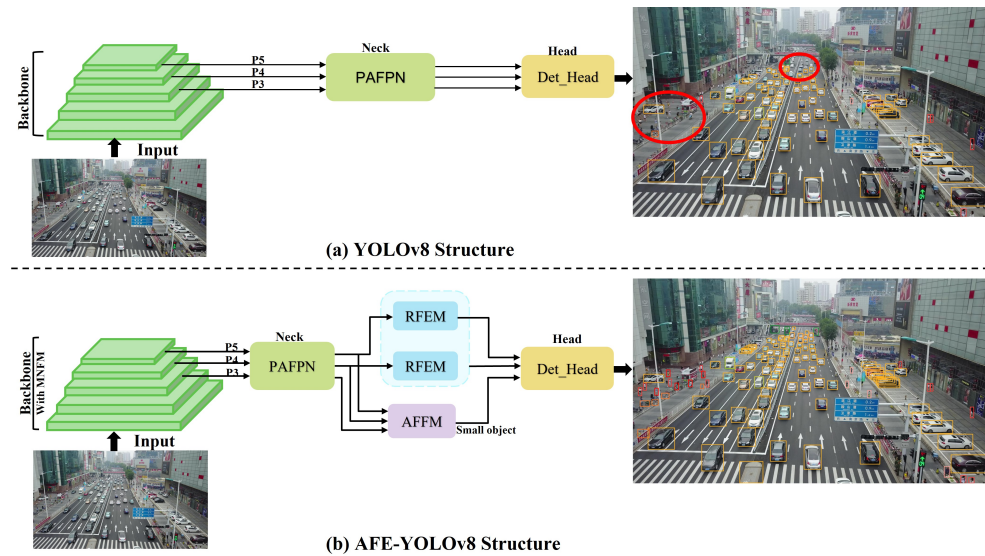 (a)
Backbone
P5
P4
P3
Neck
PAFPN
Head
Det_Head
Input
(a) YOLOv8 Structure
Backbone
With MNEM
P5
P4
P3
Neck
PAFPN
RFEM
RFEM
AFFM
Small object
Head
Det_Head
Input
(b) AFE-YOLOv8 Structure